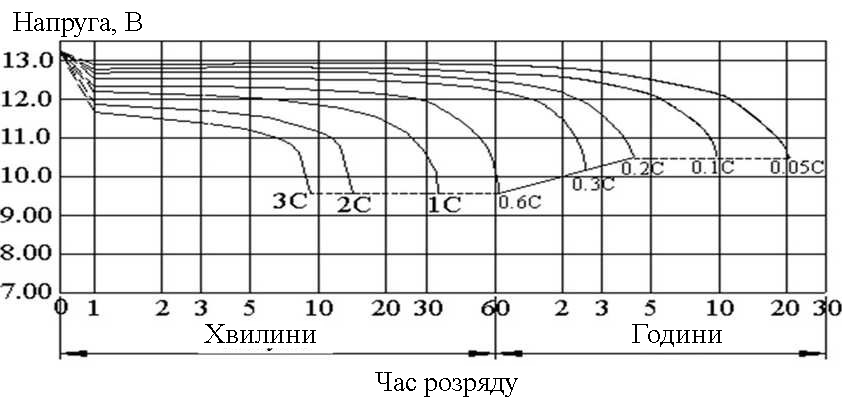 Напруга, В
13.0
12.0
11.0
10.0
9.00
8.00
7.00
3C 2C 1C 0.6C 0.3C 0.2C 0.1C 0.05C
0 1 2 3 5 10 20 30 60 2 3 5 10 20 30
Хвилини Години
Час розряду